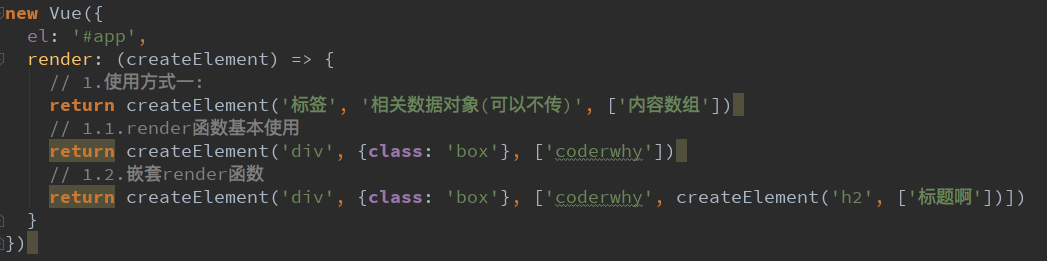 new Vue({
  el: '#app',
  render: (createElement) => {
    // 1.使用方式一:
    return createElement('标签', '相关数据对象(可以不传)', ['内容数组'])
    // 1.1.render函数基本使用
    return createElement('div', {class: 'box'}, ['coderwhy'])
    // 1.2.嵌套render函数
    return createElement('div', {class: 'box'}, ['coderwhy', createElement('h2', ['标题啊'])])
  }
})